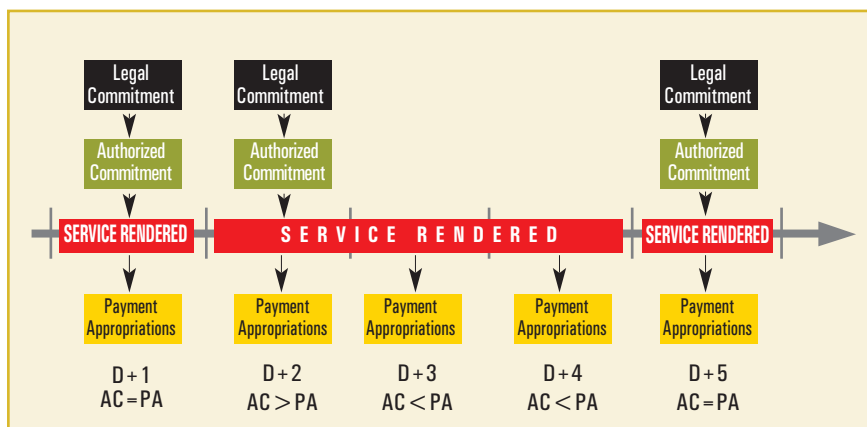 Legal
Commitment
Legal
Commitment
Legal
Commitment
Authorized
Commitment
Authorized
Commitment
Authorized
Commitment
SERVICE RENDERED
SERVICE RENDERED
SERVICE RENDERED
Payment
Appropriations
Payment
Appropriations
Payment
Appropriations
Payment
Appropriations
Payment
Appropriations
D+1
AC=PA
D+2
AC>PA
D+3
AC<PA
D+4
AC<PA
D+5
AC=PA